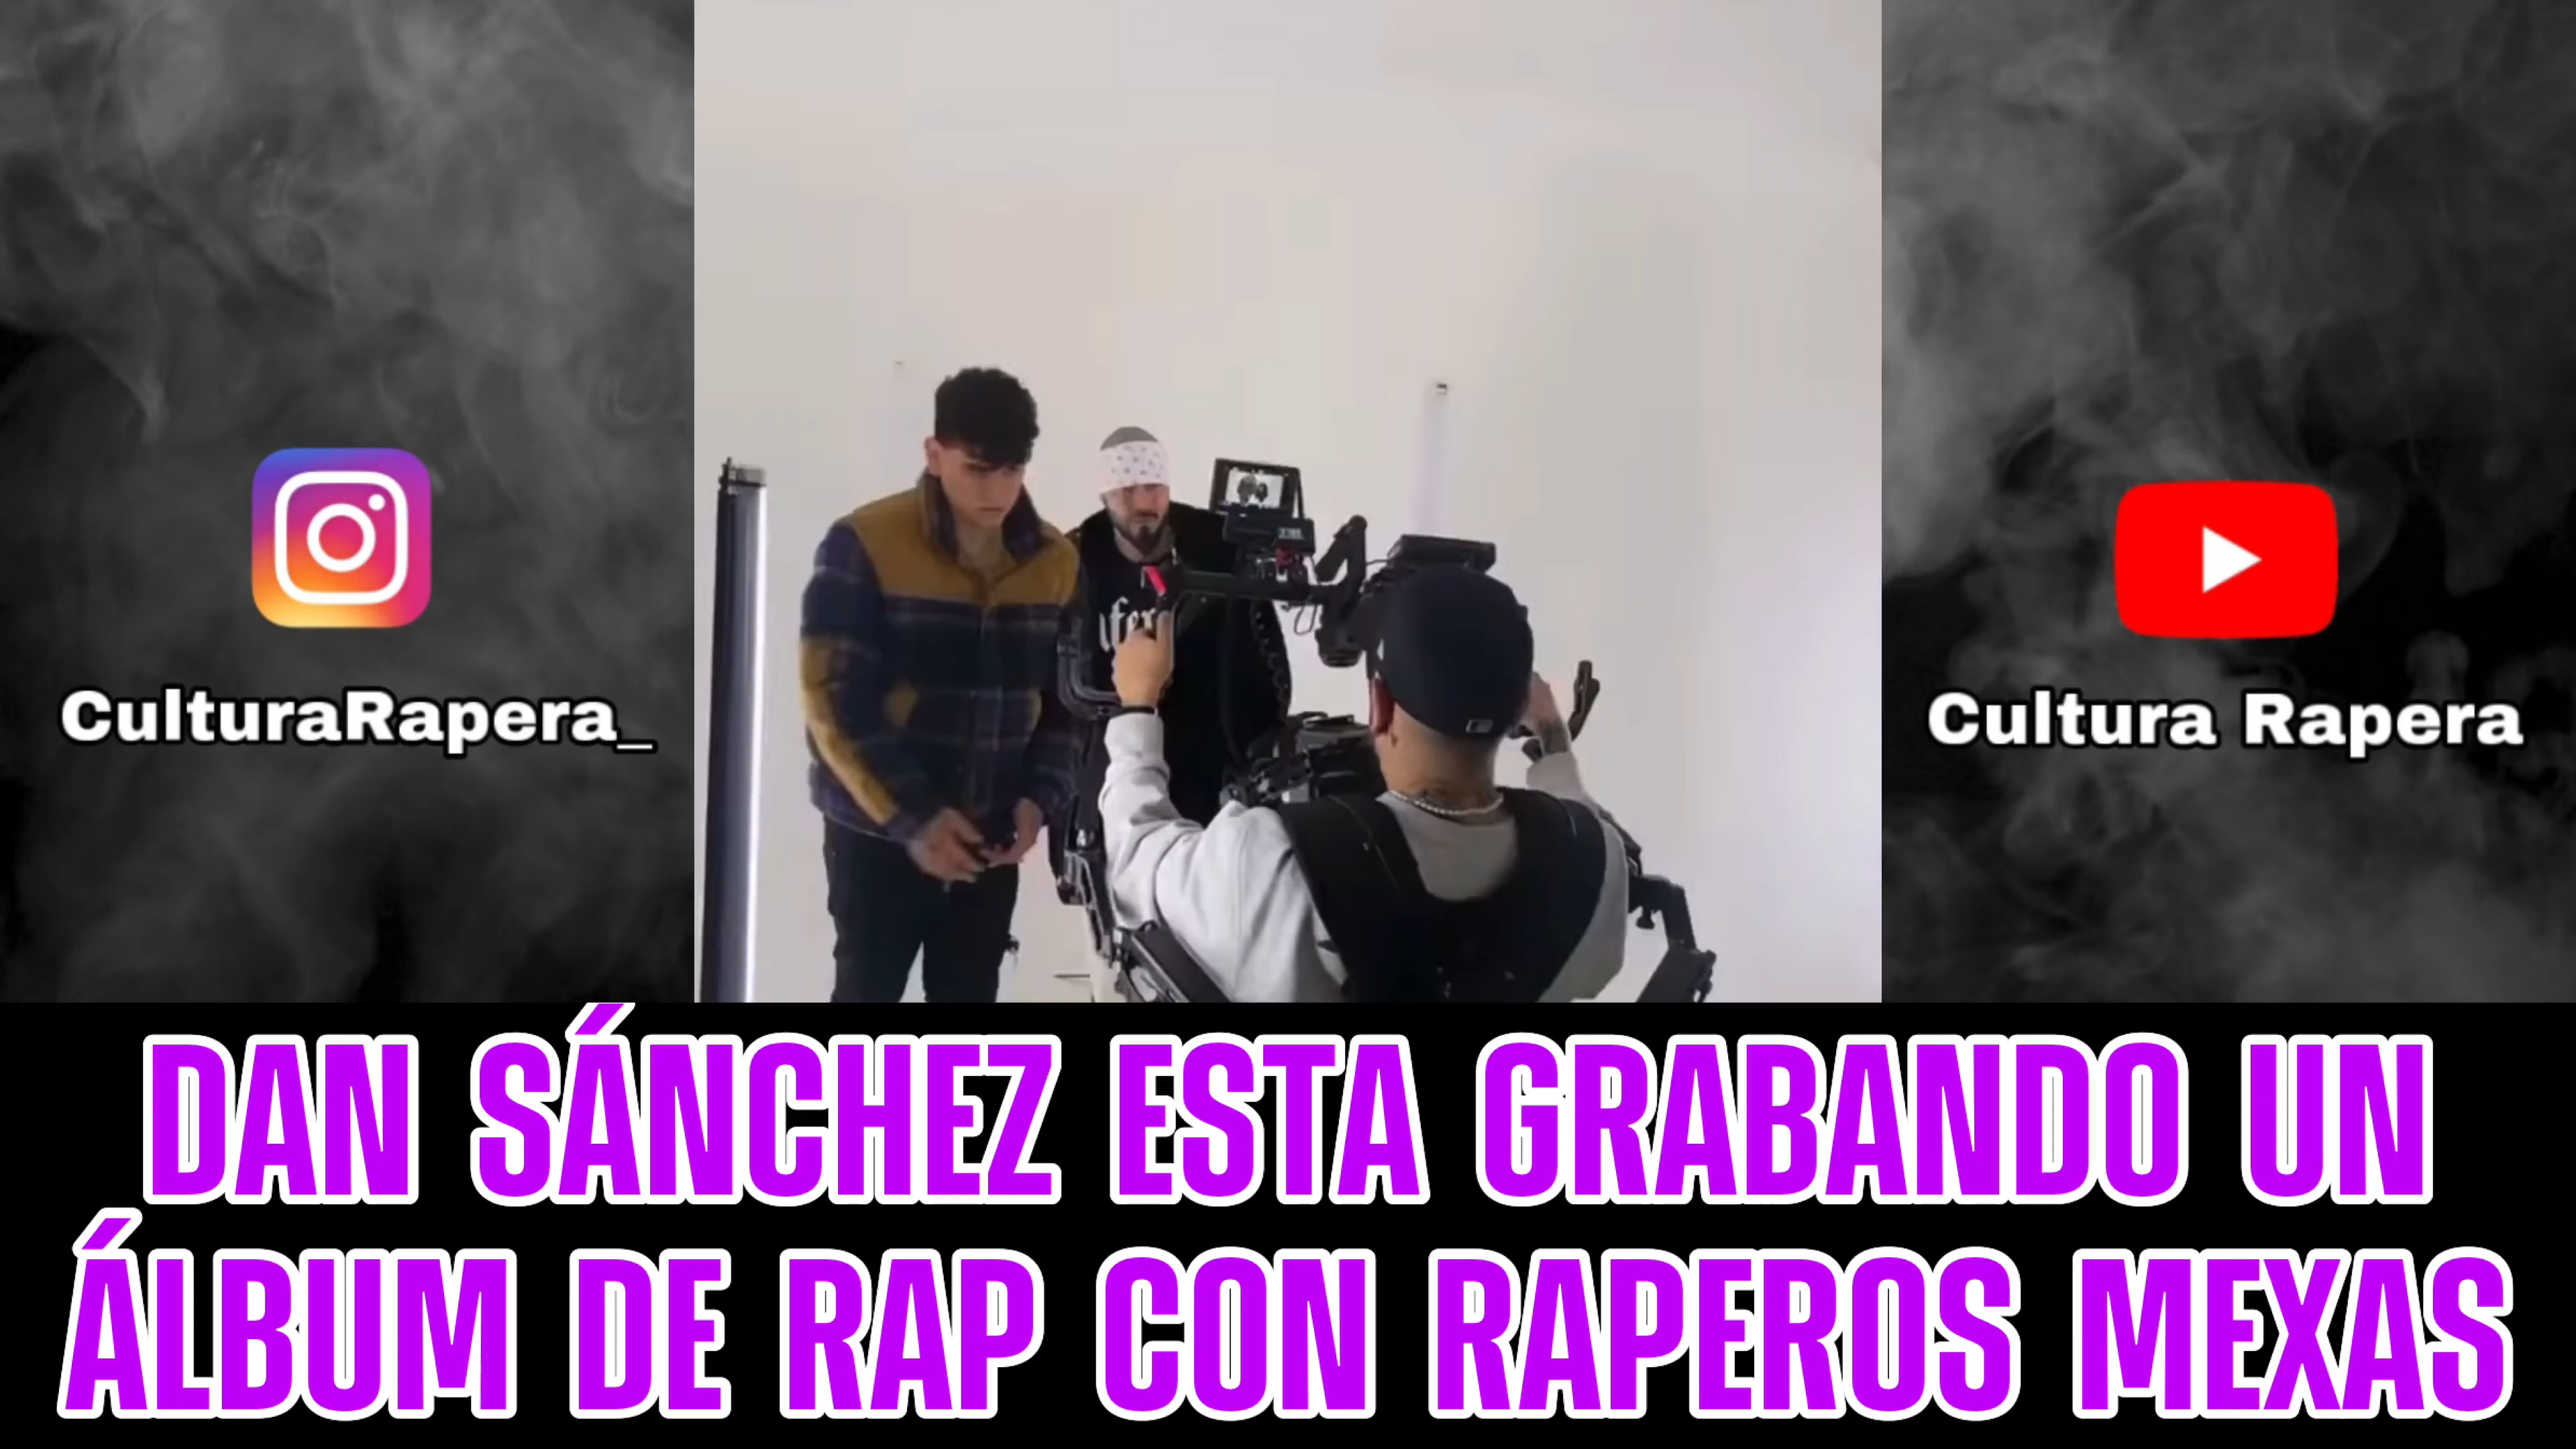 CulturaRapera_
Cultura Rapera
DAN SÁNCHEZ ESTA GRABANDO UN
ÁLBUM DE RAP CON RAPEROS MEXAS